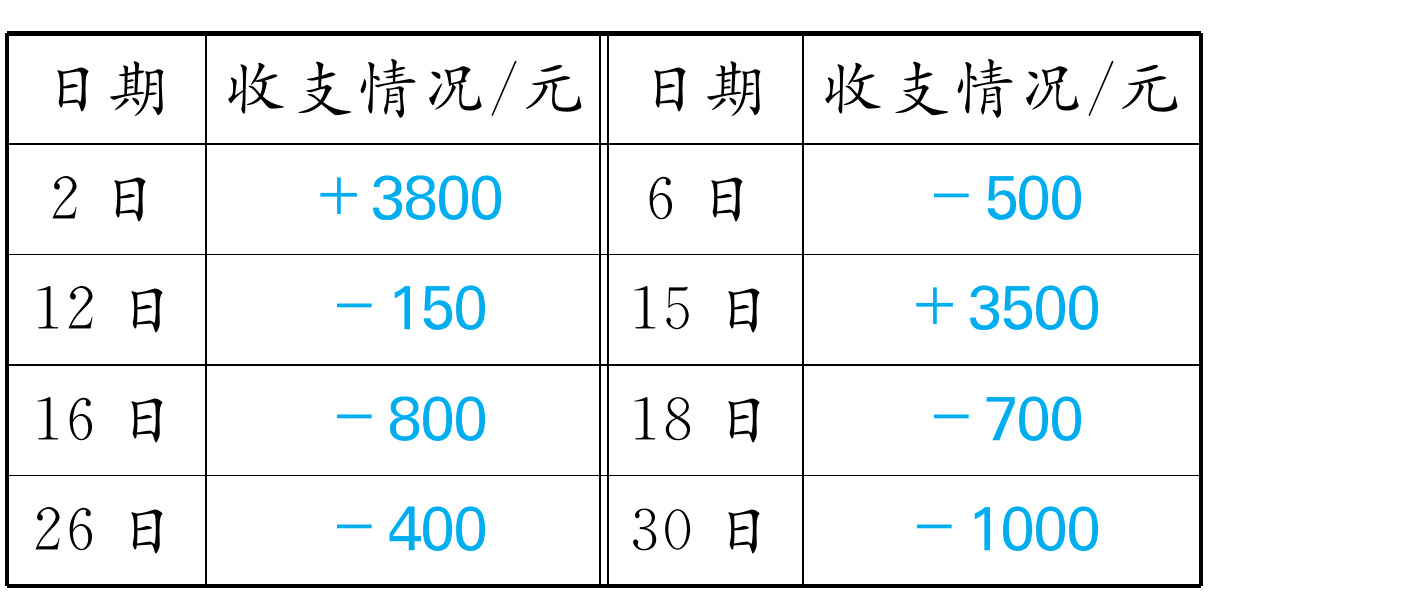 日期 收支情况/元 日期 收支情况/元
2 日 +3800 6 日 -500
12 日 -150 15 日 +3500
16 日 -800 18 日 -700
26 日 -400 30 日 -1000